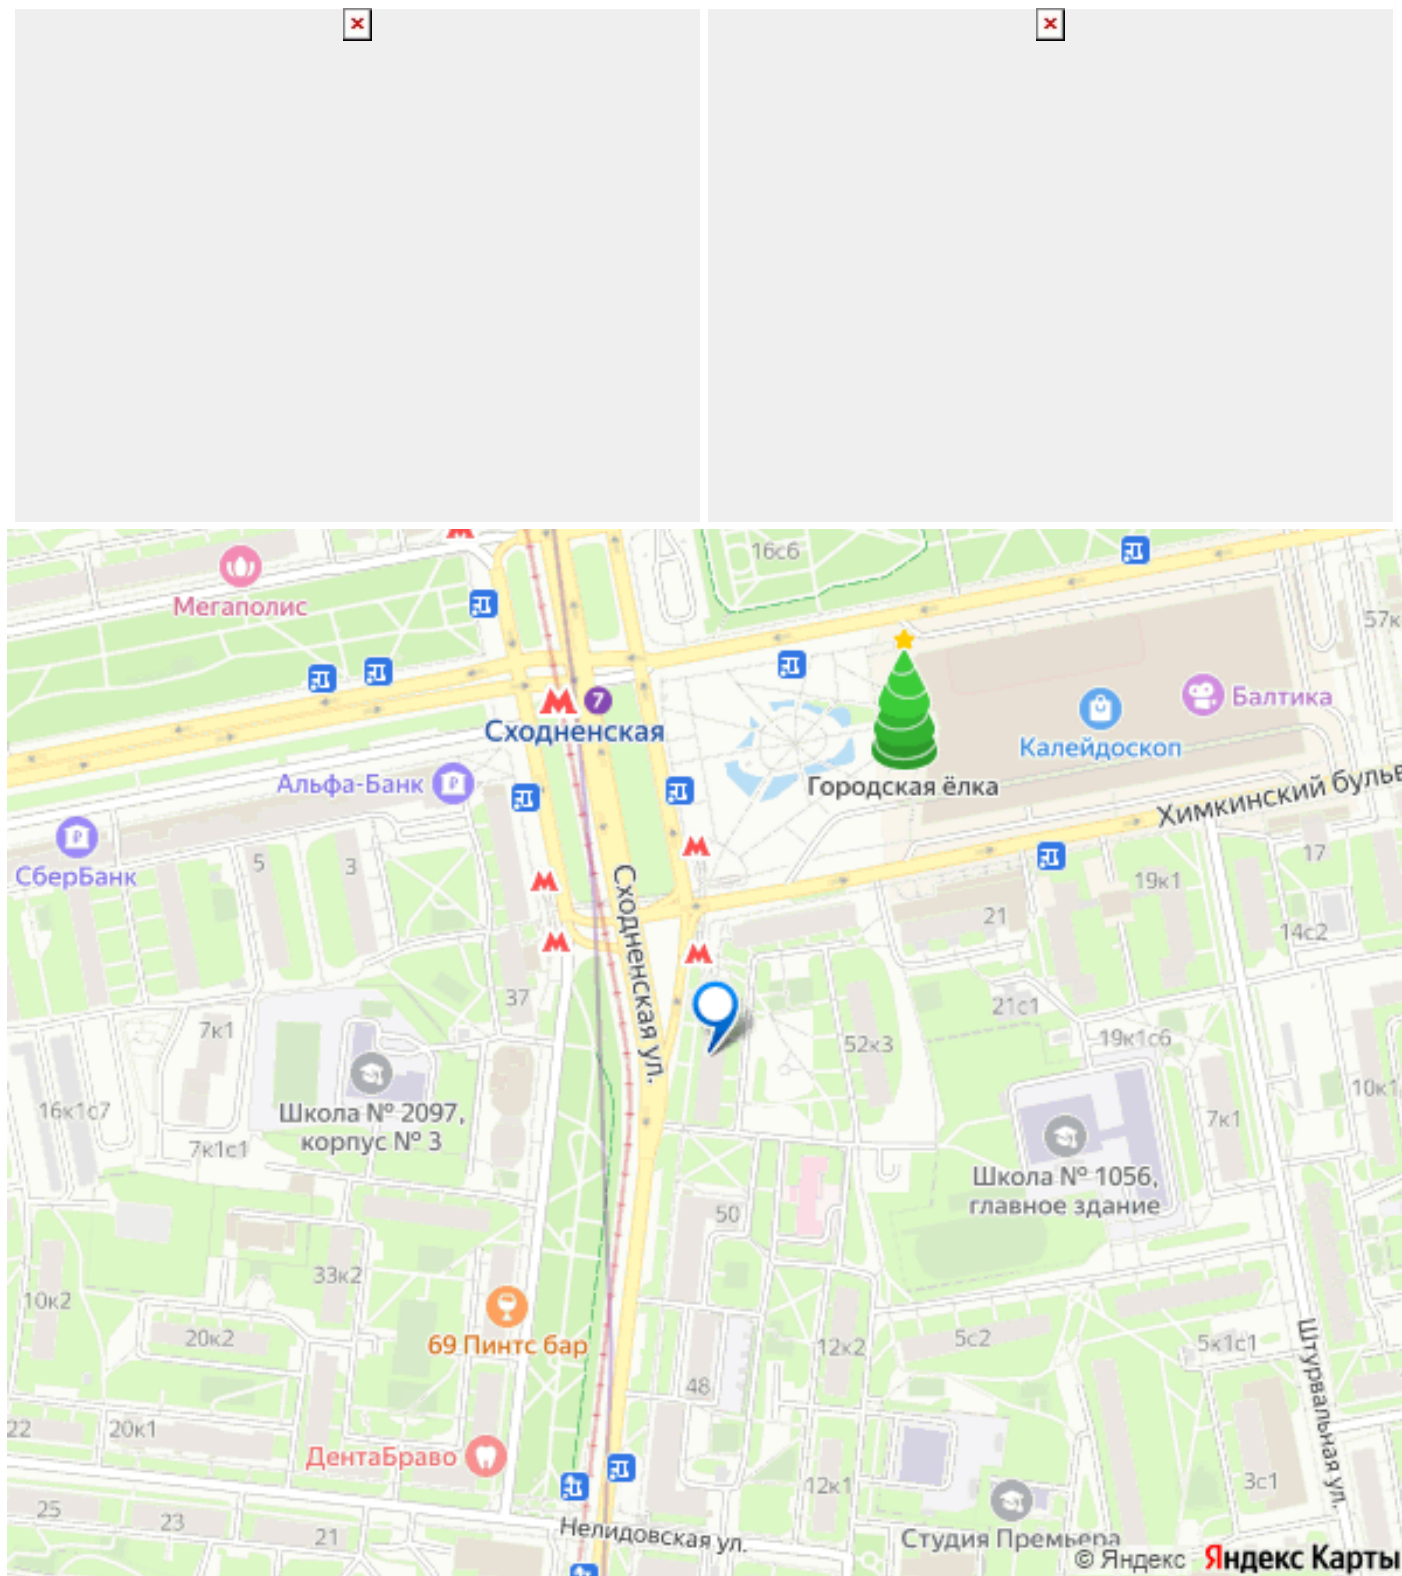 16с6
Мегаполис
57к
7
Балтика
Сходненская
Калейдоскоп
Альфа-Банк
Городская ёлка
Химкинский бульв
СберБанк
5
3
17
19к1
Сходненская ул.
21
14с2
37
21с1
7к1
52к3
19к1с6
16к1с7
Школа № 2097,
корпус № 3
10к1
7к1
7к1с1
Школа № 1056,
главное здание
50
33к2
10к2
20к2
69 Пинтс бар
12к2
5с2
5к1с1
Штурвальная ул.
48
22
20к1
ДентаБраво
12к1
3с1
25
23
21
Нелидовская ул.
Студия Премьера
© Яндекс Яндекс Карты